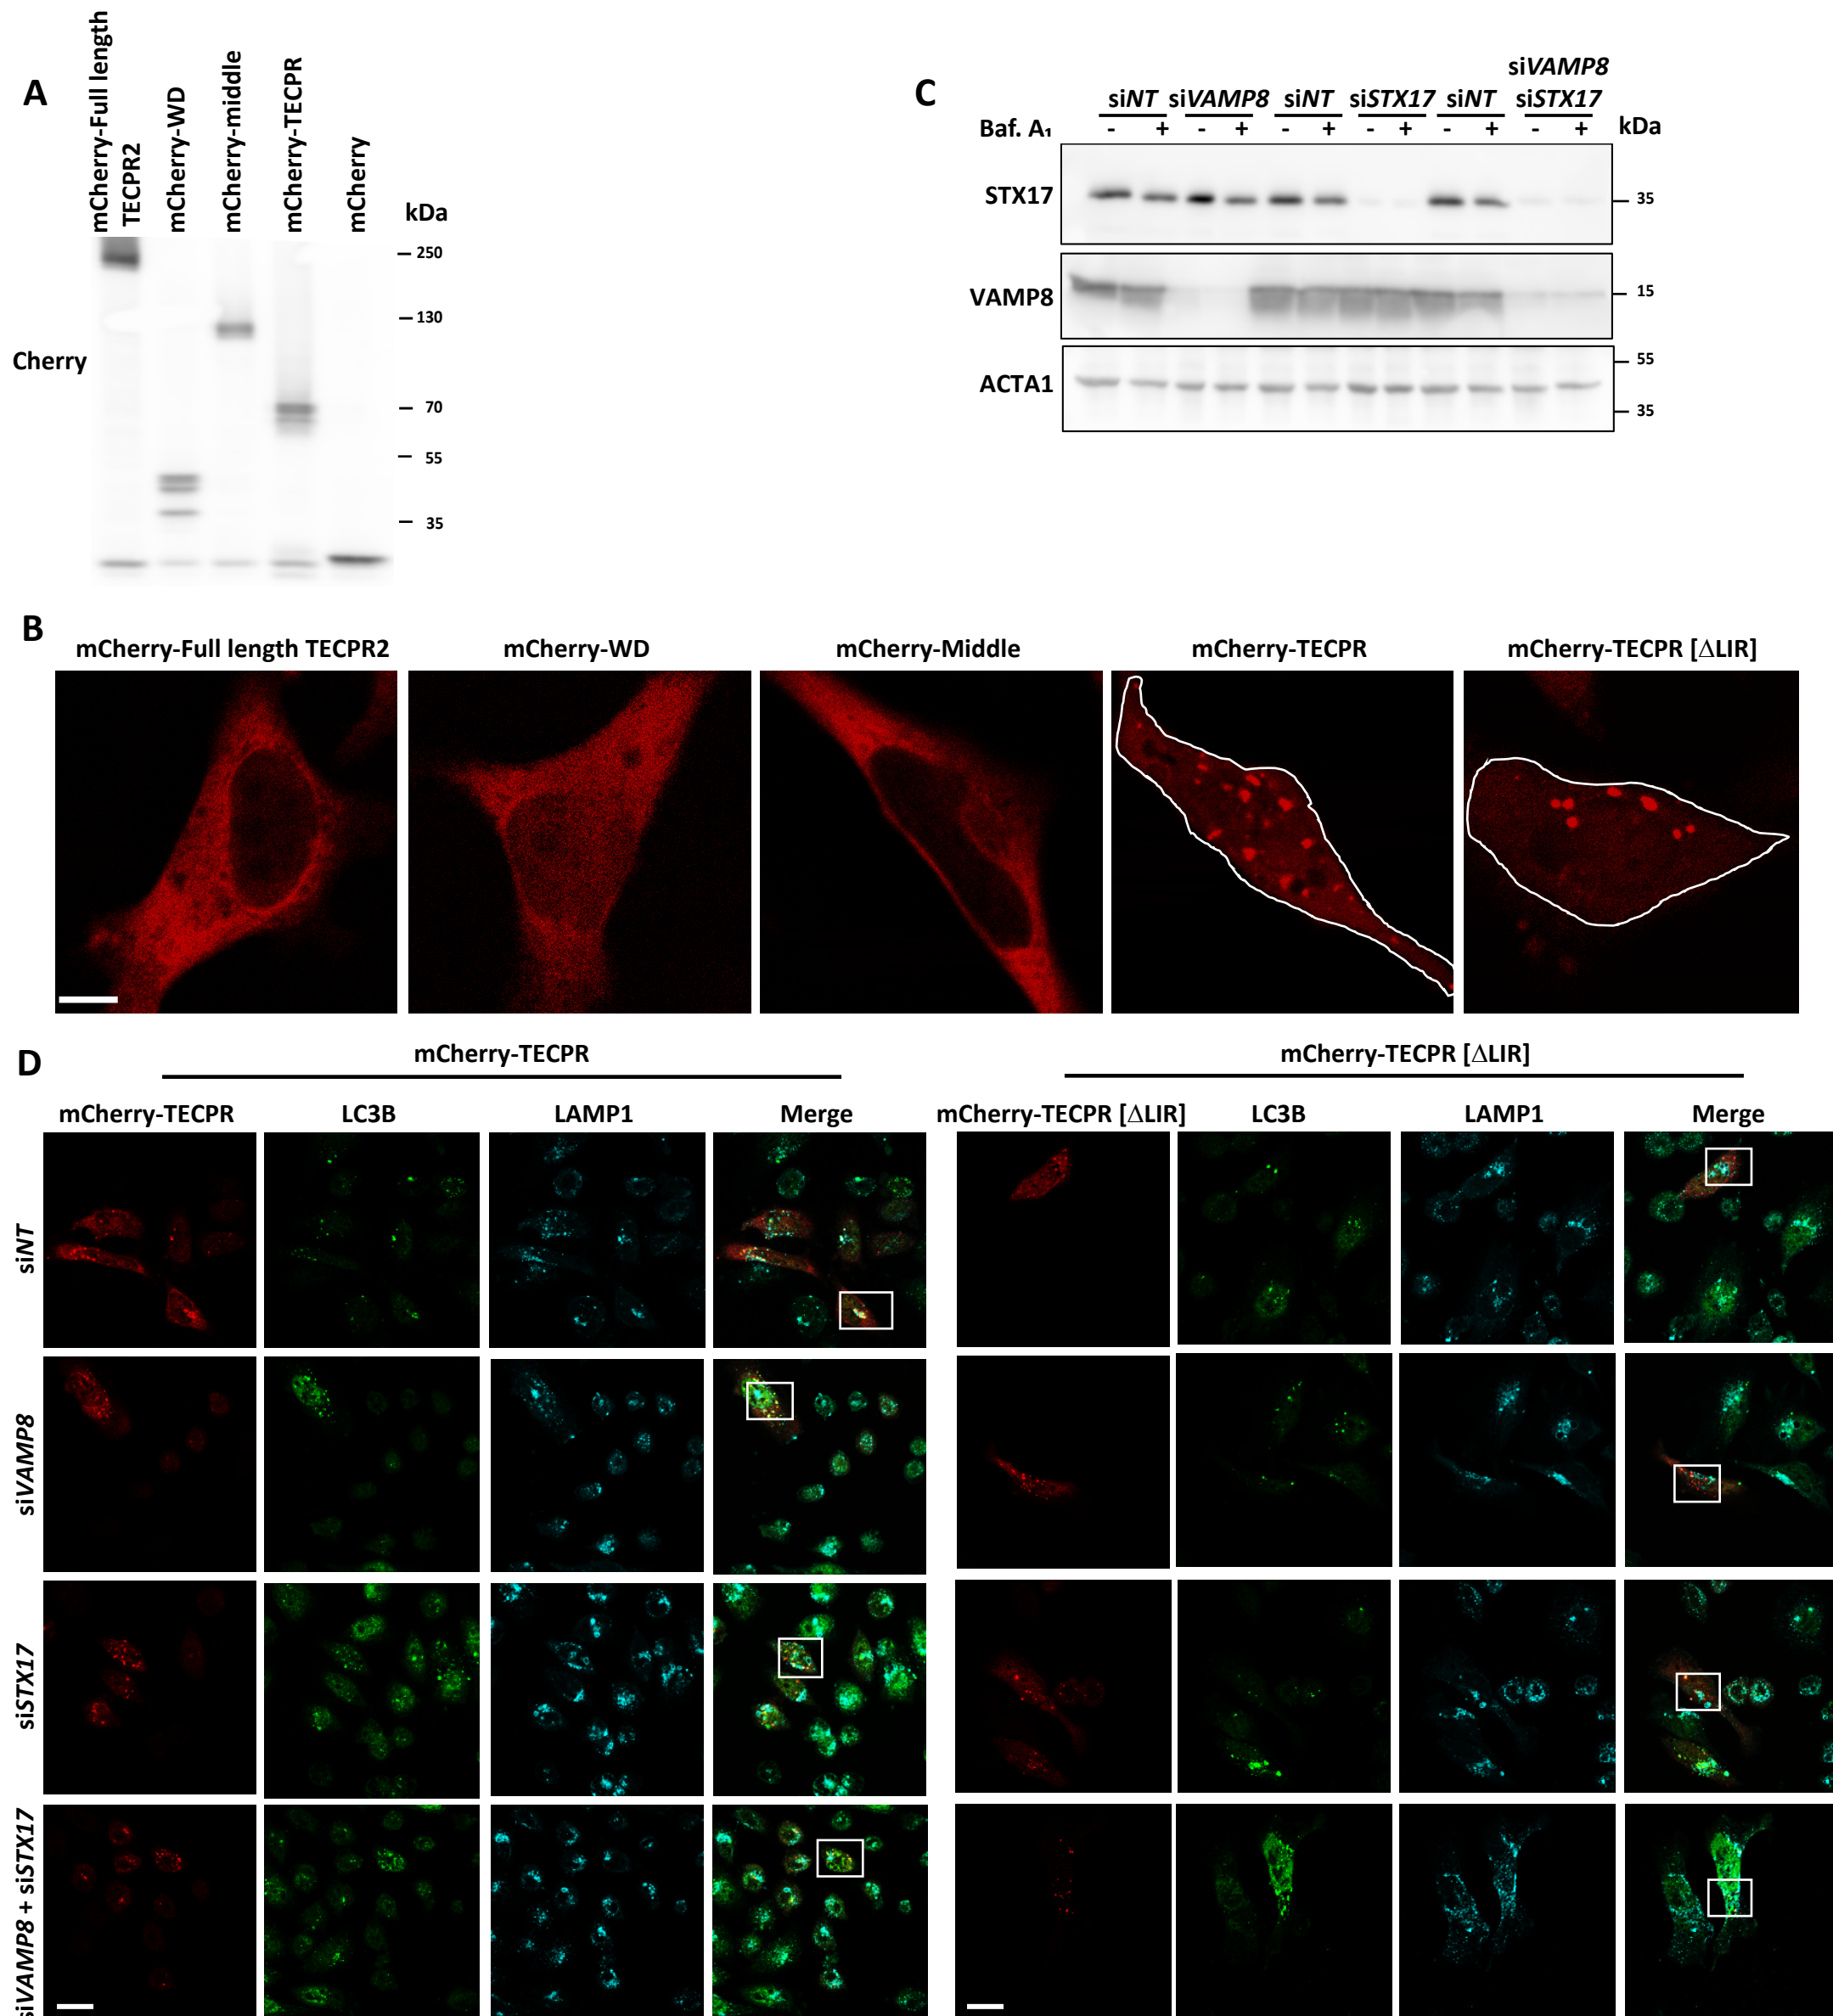 A
mCherry-Full length
TECPR2
mCherry-WD
mCherry-middle
mCherry-TECPR
mCherry
kDa
250
130
Cherry
70
55
35
C
siVAMP8
siNT siVAMP8 siNT siSTX17 siNT siSTX17
Baf. A₁ - + - + - + - + - + - + kDa
STX17
35
VAMP8
15
ACTA1
55
35
B
mCherry-Full length TECPR2 mCherry-WD mCherry-Middle mCherry-TECPR mCherry-TECPR [∆LIR]
D
mCherry-TECPR mCherry-TECPR [∆LIR]
mCherry-TECPR LC3B LAMP1 Merge mCherry-TECPR [∆LIR] LC3B LAMP1 Merge
siNT
siVAMP8
siSTX17
siVAMP8 + siSTX17